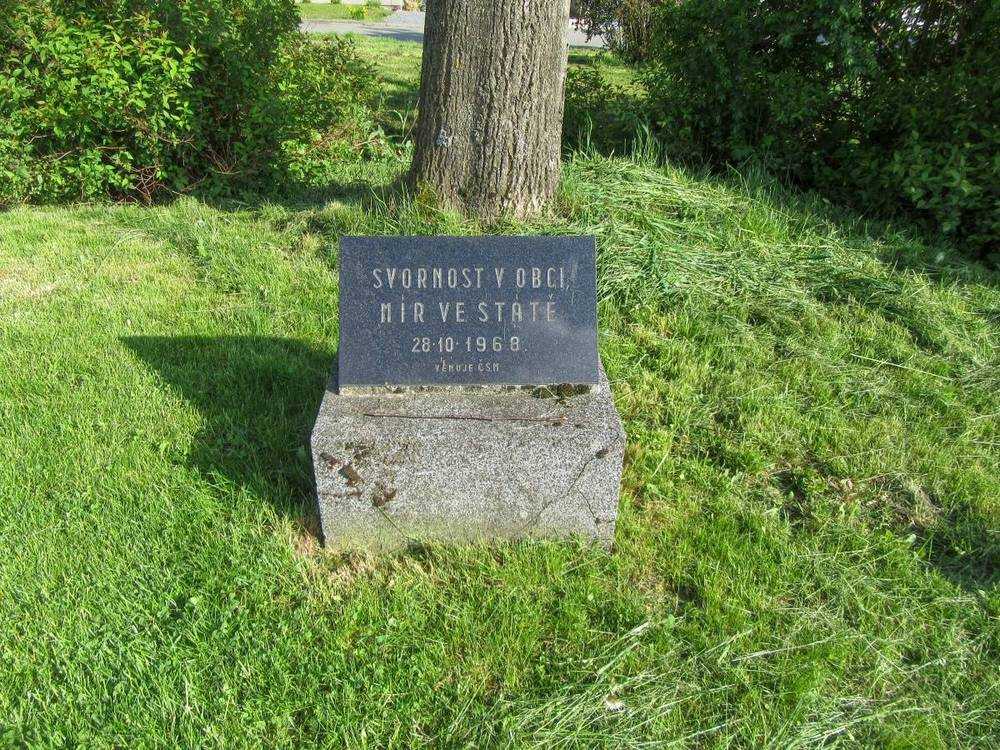 SVORNOST V OBCI,
MÍR VE STÁTĚ
28·10·1968.
VĚNUJE ČSM